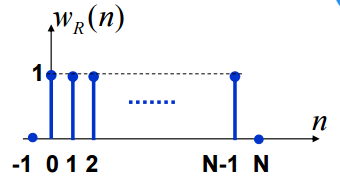 w_R(n)
1
.......
n
-1 0 1 2 N-1 N